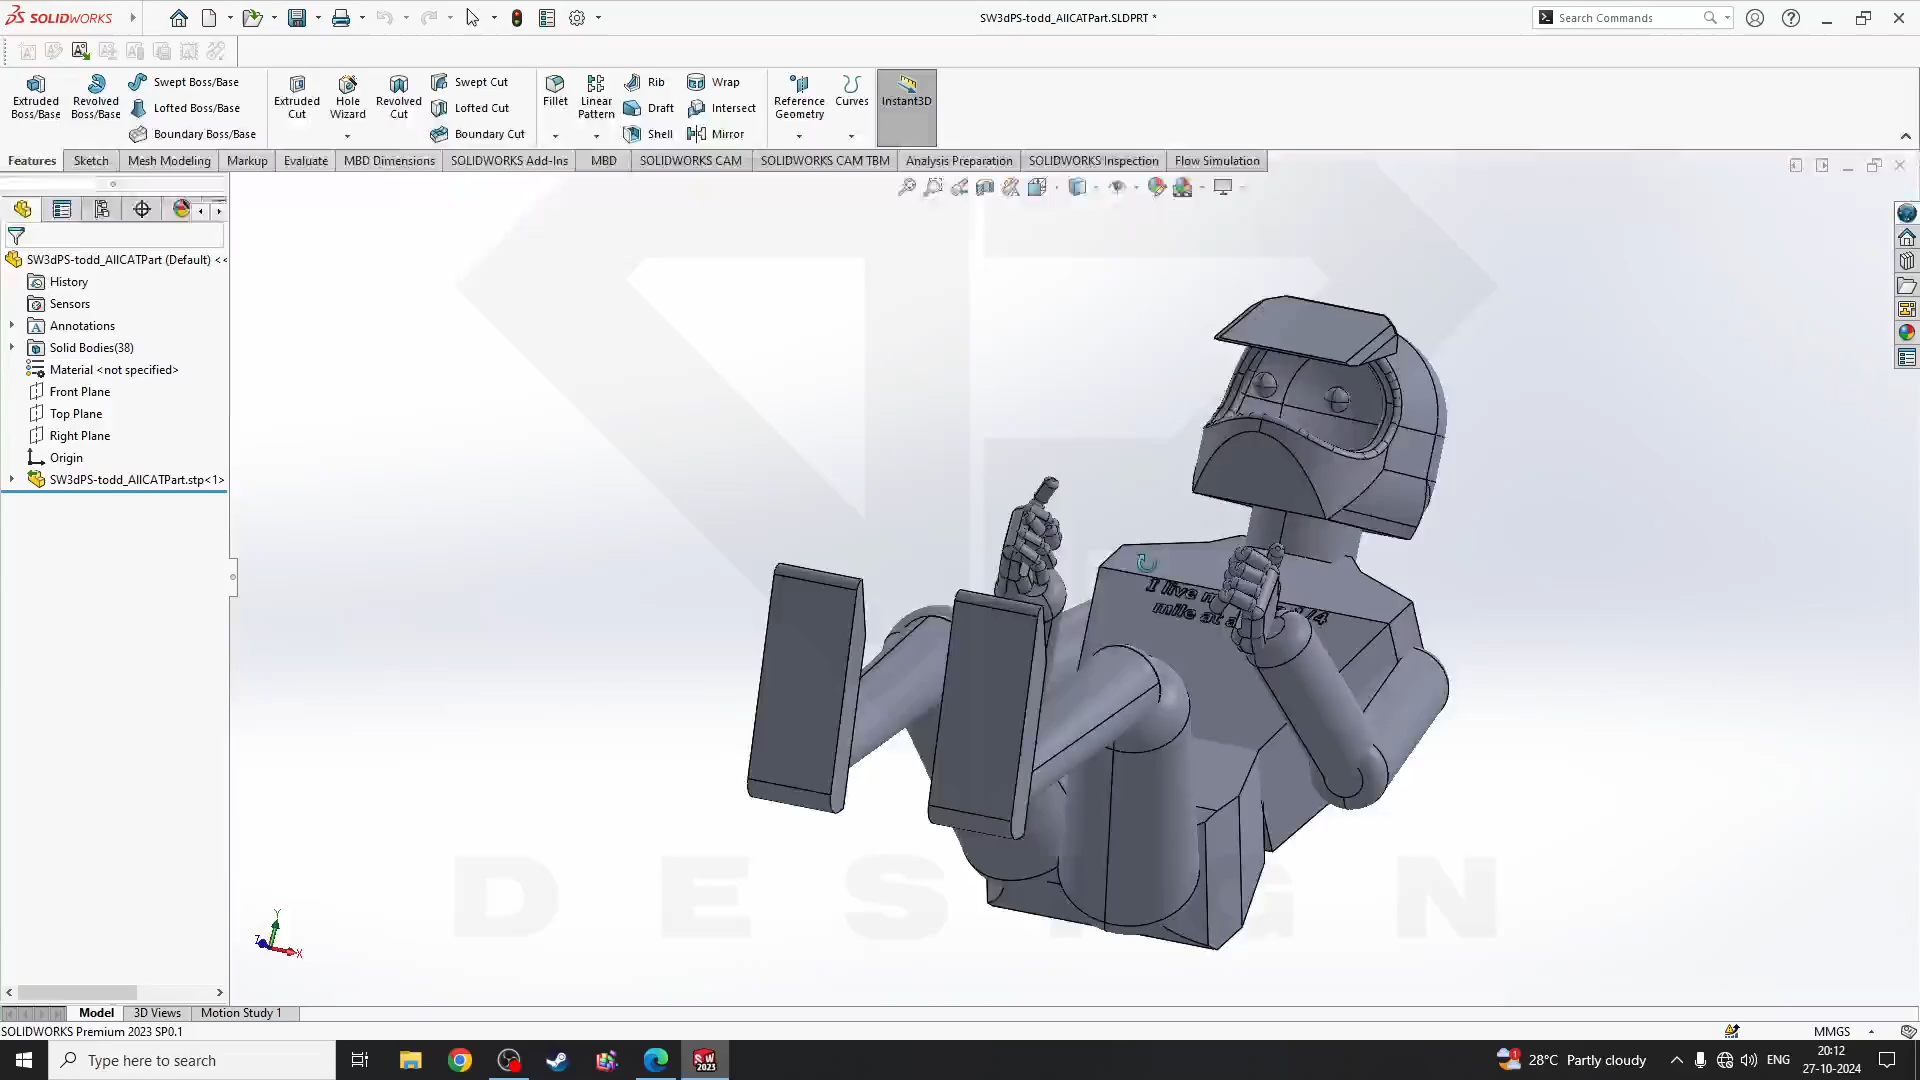 SOLIDWORKS
SW3dPS-todd_AllCATPart.SLDPRT *
Search Commands
Extruded Boss/Base
Revolved Boss/Base
Swept Boss/Base
Lofted Boss/Base
Boundary Boss/Base
Extruded Cut
Hole Wizard
Revolved Cut
Swept Cut
Lofted Cut
Boundary Cut
Fillet
Linear Pattern
Rib
Draft
Shell
Wrap
Intersect
Mirror
Reference Geometry
Curves
Instant3D
Features
Sketch
Mesh Modeling
Markup
Evaluate
MBD Dimensions
SOLIDWORKS Add-Ins
MBD
SOLIDWORKS CAM
SOLIDWORKS CAM TBM
Analysis Preparation
SOLIDWORKS Inspection
Flow Simulation
SW3dPS-todd_AllCATPart (Default) <<
History
Sensors
Annotations
Solid Bodies(38)
Material <not specified>
Front Plane
Top Plane
Right Plane
Origin
SW3dPS-todd_AllCATPart.stp<1>
I live
/4
mile at a
DESIGN
Y
Z
X
Model
3D Views
Motion Study 1
SOLIDWORKS Premium 2023 SP0.1
MMGS
Type here to search
28°C Partly cloudy
ENG
20:12
27-10-2024